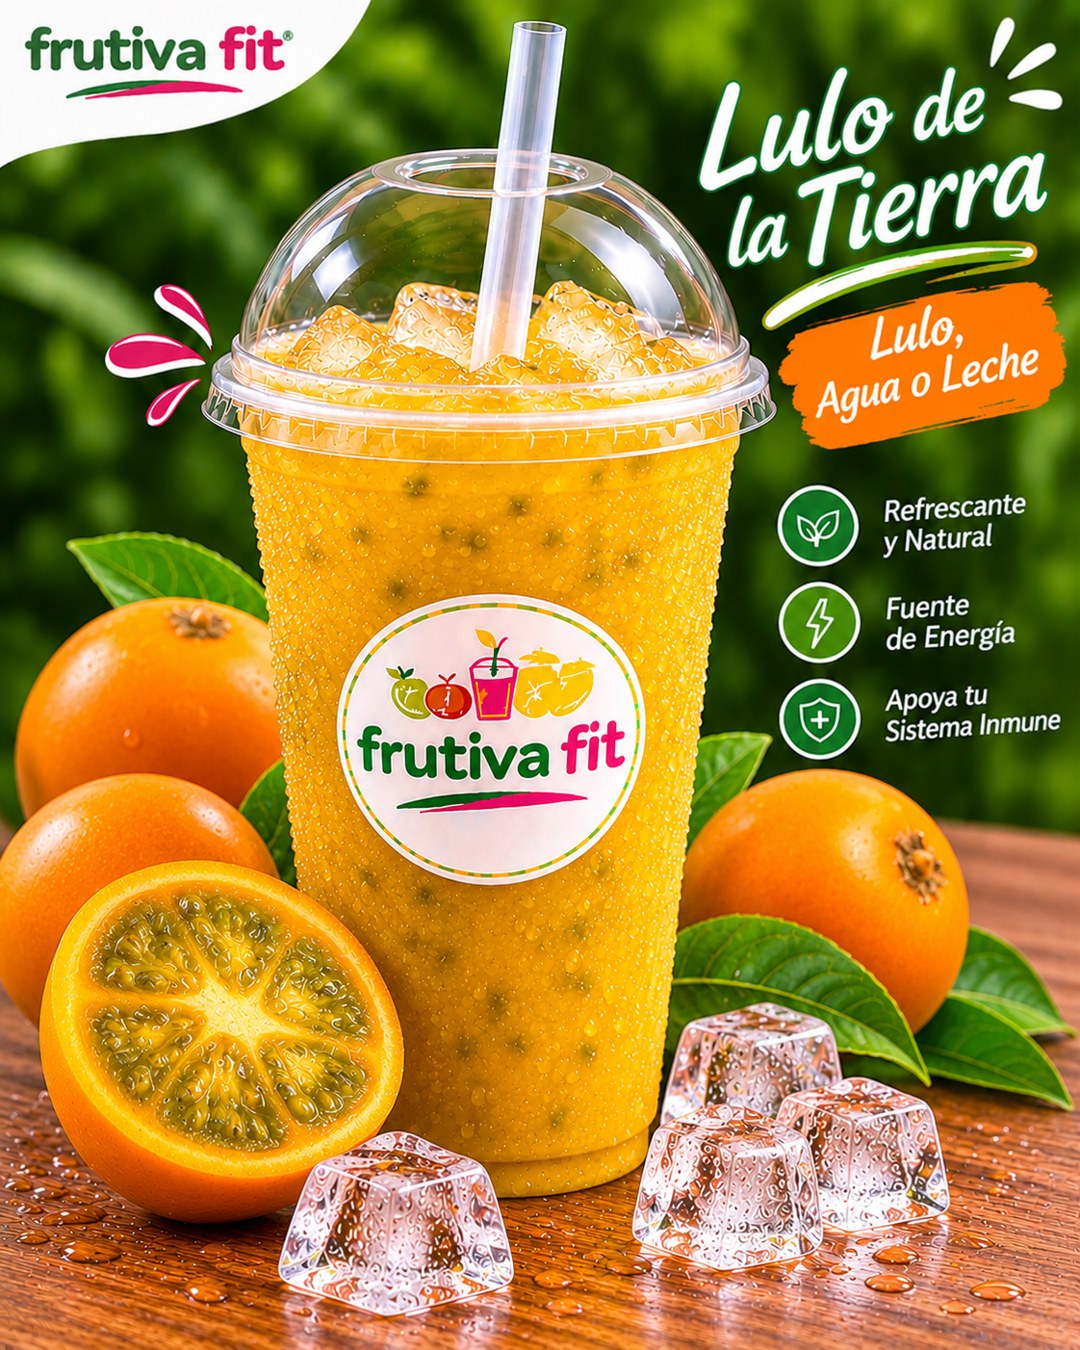 frutiva fit®
Lulo de
la Tierra
Lulo,
Agua o Leche
Refrescante
y Natural
Fuente
de Energía
Apoya tu
Sistema Inmune
frutiva fit